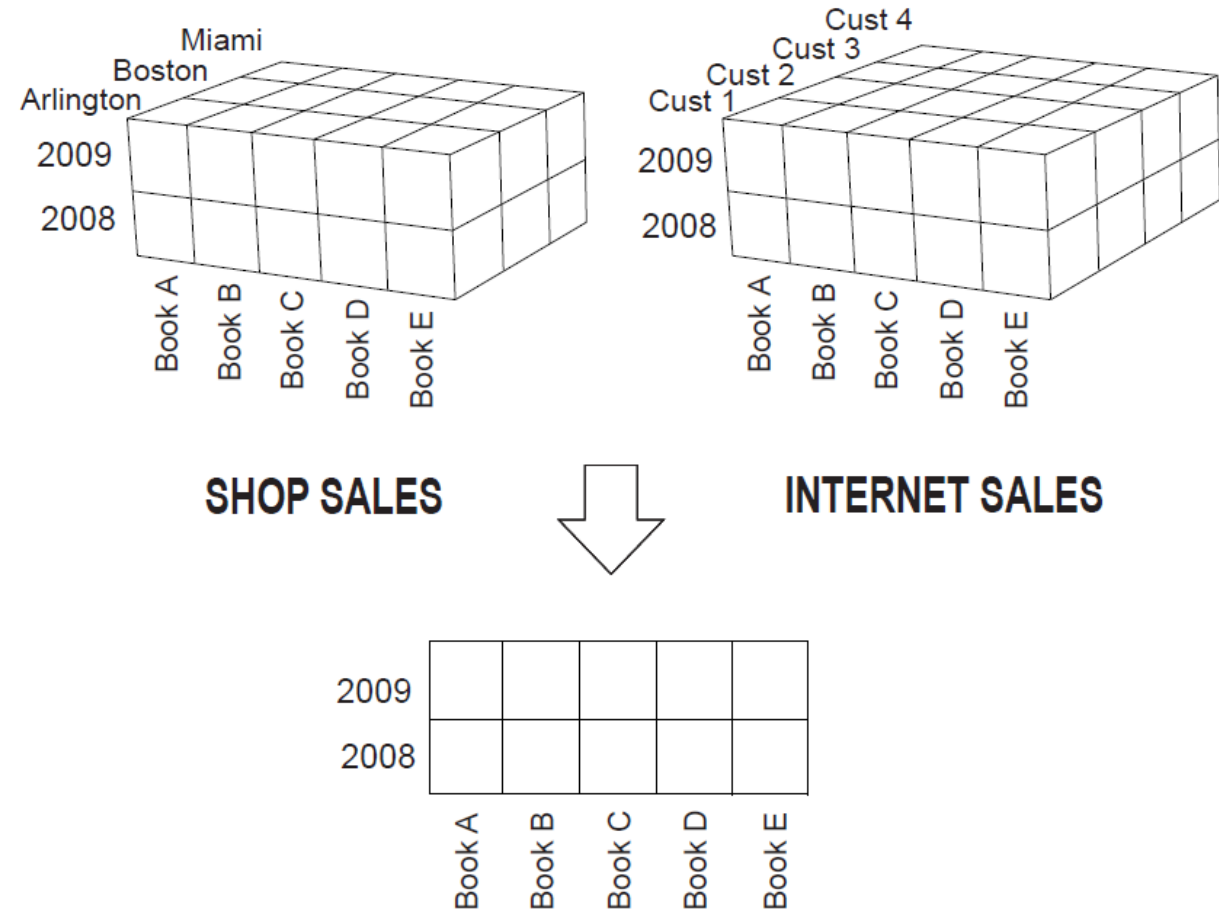 Miami
Boston
Arlington
2009
2008
Book A
Book B
Book C
Book D
Book E
Cust 4
Cust 3
Cust 2
Cust 1
2009
2008
Book A
Book B
Book C
Book D
Book E
SHOP SALES
INTERNET SALES
2009
2008
Book A
Book B
Book C
Book D
Book E